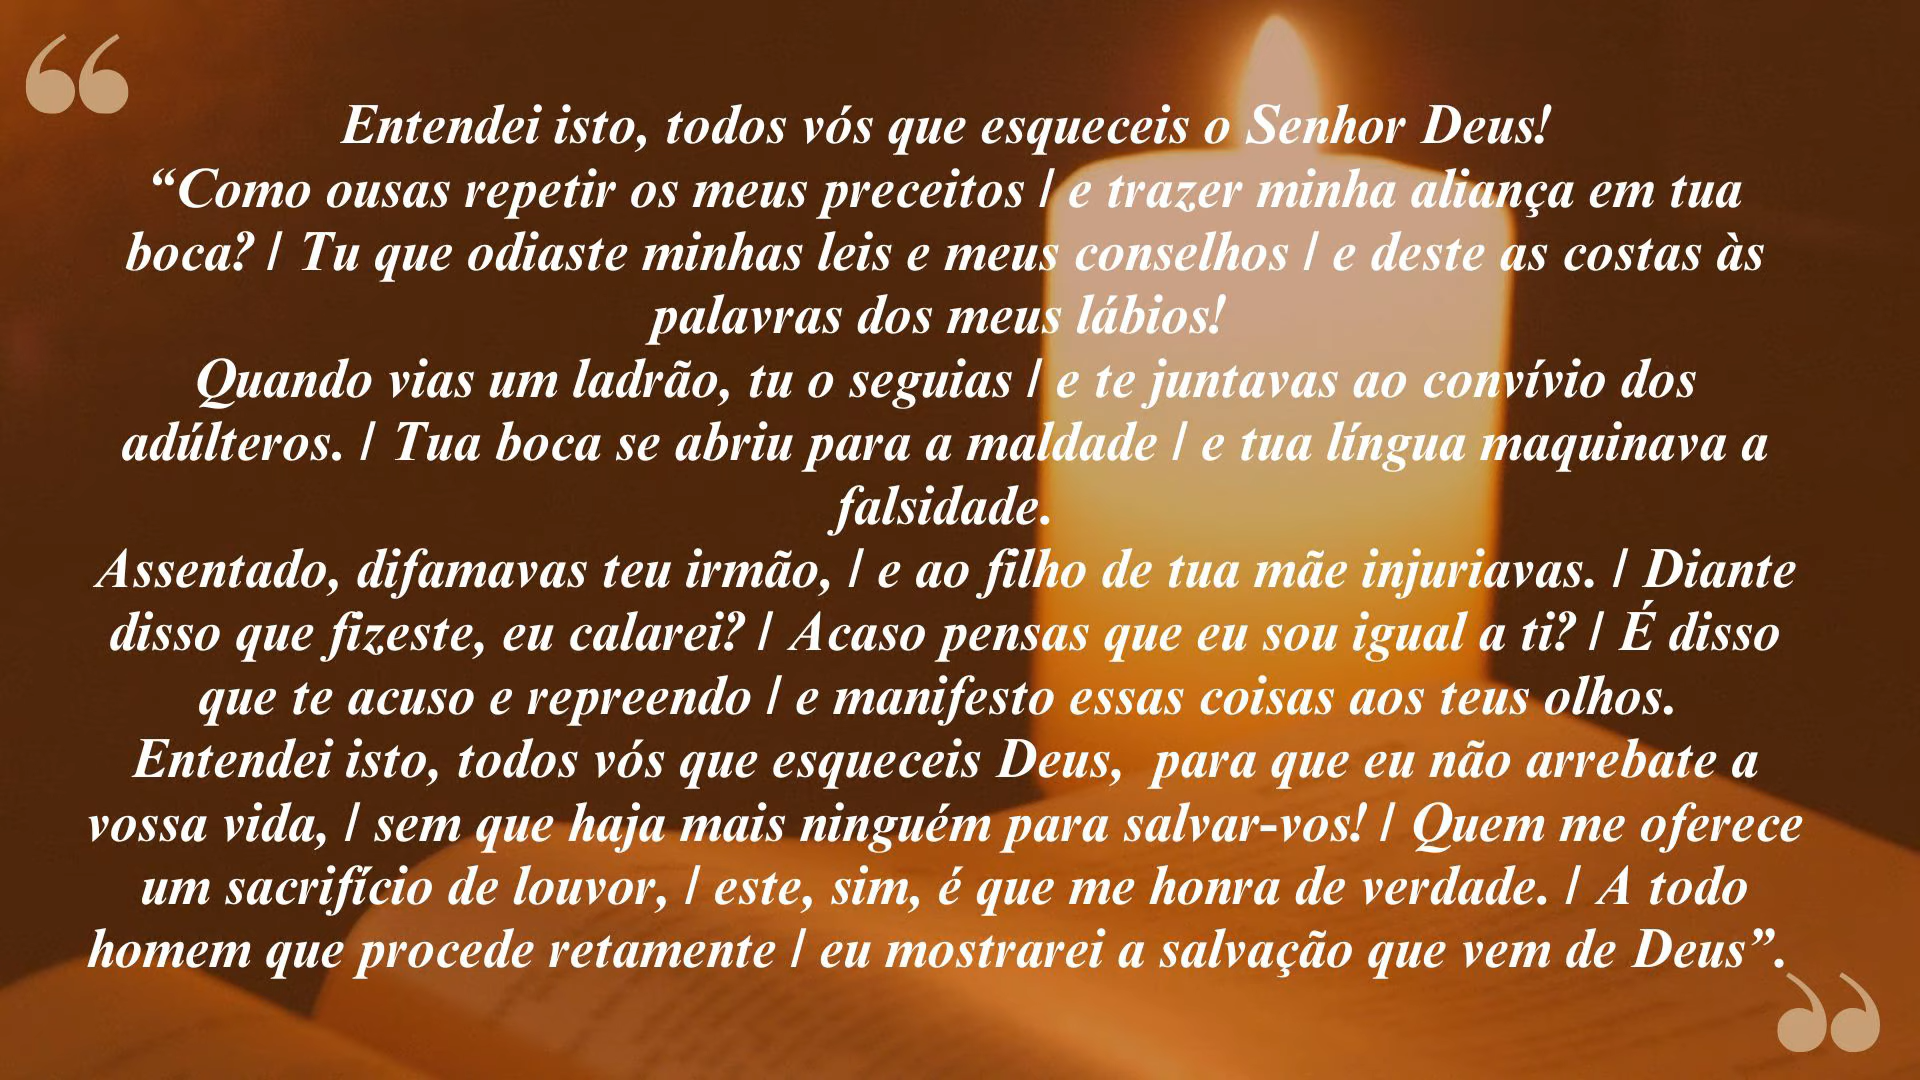 Entendei isto, todos vós que esqueceis o Senhor Deus!
“Como ousas repetir os meus preceitos / e trazer minha aliança em tua
boca? / Tu que odiaste minhas leis e meus conselhos / e deste as costas às
palavras dos meus lábios!
Quando vias um ladrão, tu o seguias / e te juntavas ao convívio dos
adúlteros. / Tua boca se abriu para a maldade / e tua língua maquinava a
falsidade.
Assentado, difamavas teu irmão, / e ao filho de tua mãe injuriavas. / Diante
disso que fizeste, eu calarei? / Acaso pensas que eu sou igual a ti? / É disso
que te acuso e repreendo / e manifesto essas coisas aos teus olhos.
Entendei isto, todos vós que esqueceis Deus,  para que eu não arrebate a
vossa vida, / sem que haja mais ninguém para salvar-vos! / Quem me oferece
um sacrifício de louvor, / este, sim, é que me honra de verdade. / A todo
homem que procede retamente / eu mostrarei a salvação que vem de Deus”.